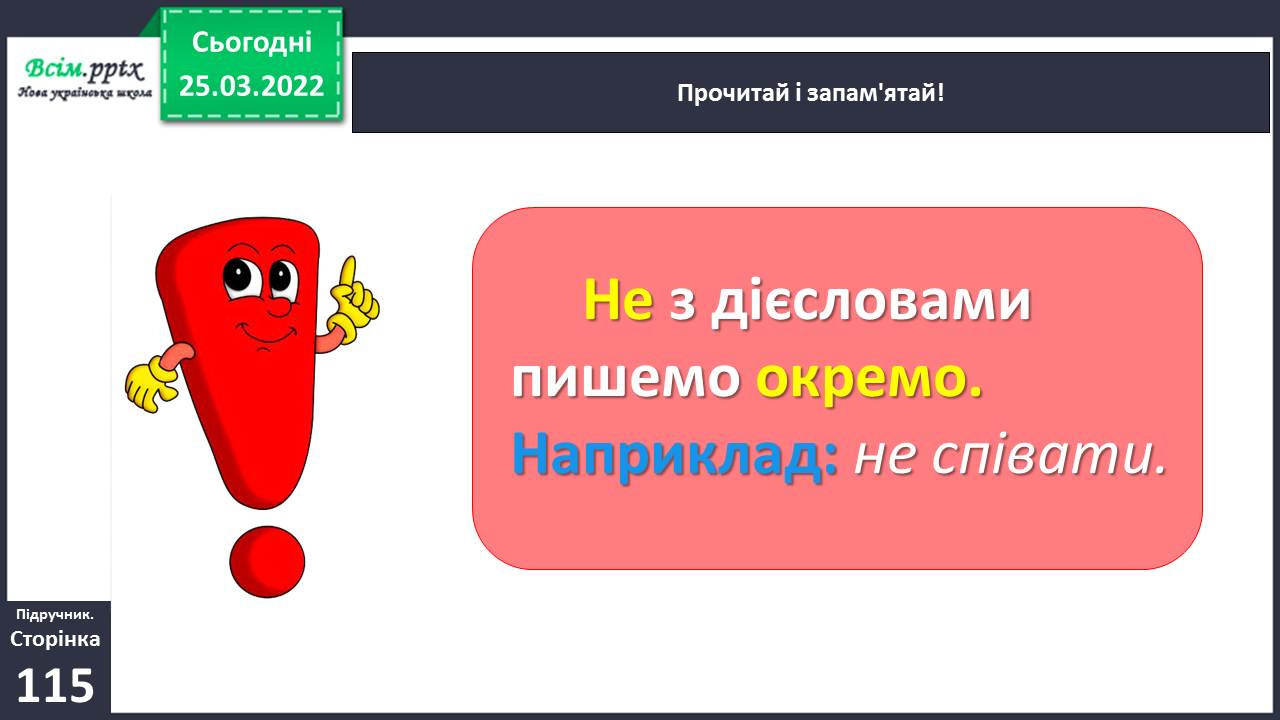 Всім.pptx
Нова українська школа
Сьогодні
25.03.2022
Прочитай і запам'ятай!
Не з дієсловами
пишемо окремо.
Наприклад: не співати.
Підручник.
Сторінка
115